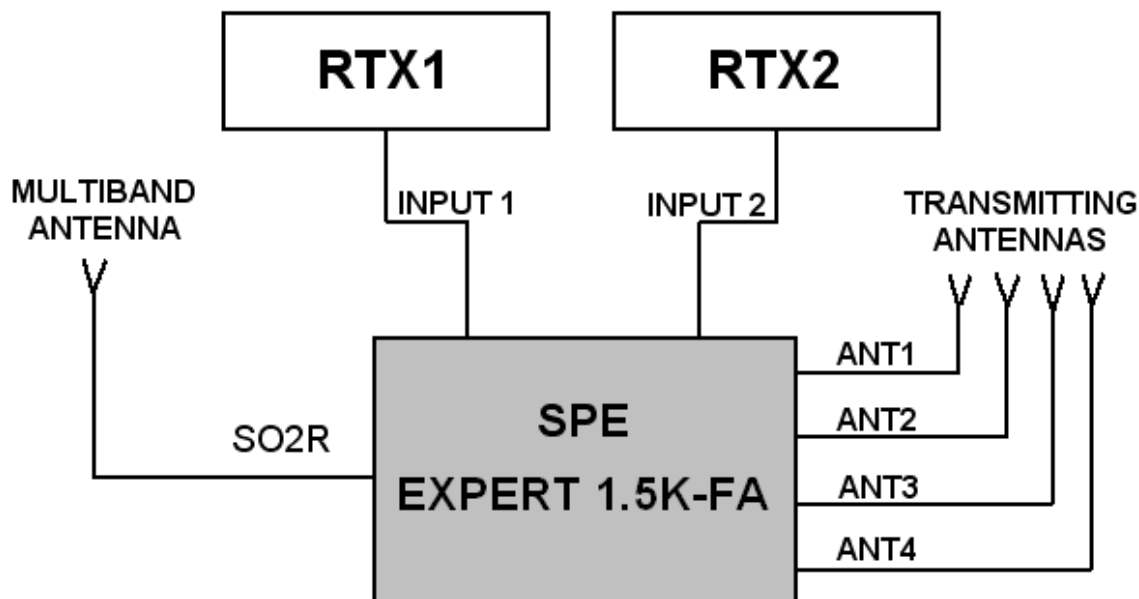 RTX1
RTX2
INPUT 1
INPUT 2
MULTIBAND
ANTENNA
TRANSMITTING
ANTENNAS
SO2R
SPE
EXPERT 1.5K-FA
ANT1
ANT2
ANT3
ANT4